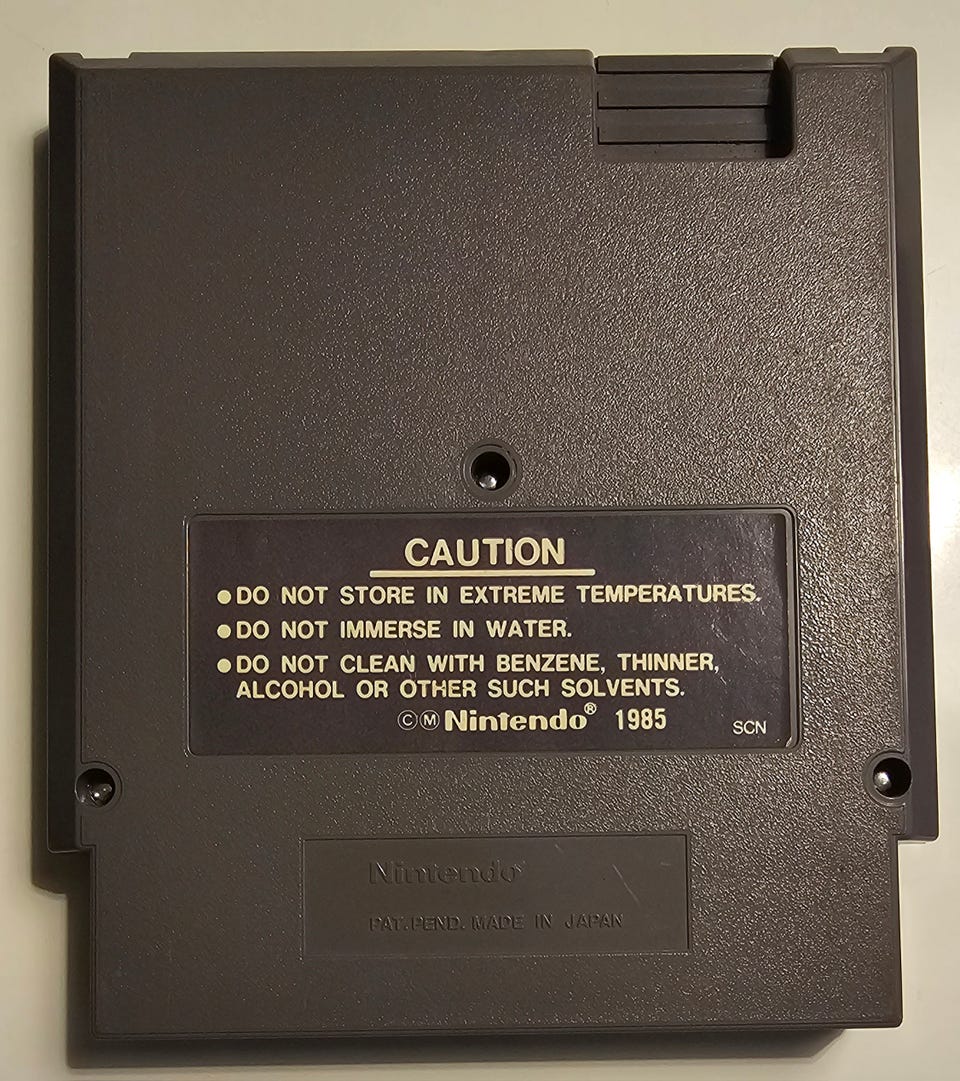 CAUTION
●DO NOT STORE IN EXTREME TEMPERATURES.
●DO NOT IMMERSE IN WATER.
●DO NOT CLEAN WITH BENZENE, THINNER,
ALCOHOL OR OTHER SUCH SOLVENTS.
ⒸⓂ Nintendo® 1985
SCN
Nintendo®
PAT.PEND. MADE IN JAPAN